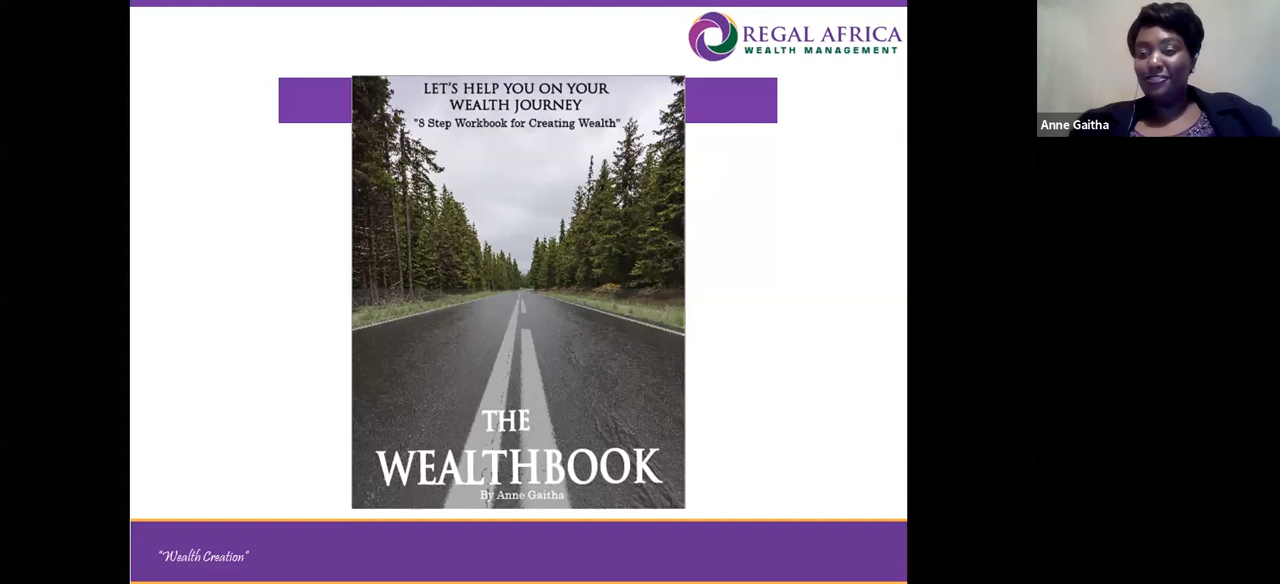 REGAL AFRICA
WEALTH MANAGEMENT
LET'S HELP YOU ON YOUR
WEALTH JOURNEY
"8 Step Workbook for Creating Wealth"
THE
WEALTHBOOK
By Anne Gaitha
"Wealth Creation"
Anne Gaitha